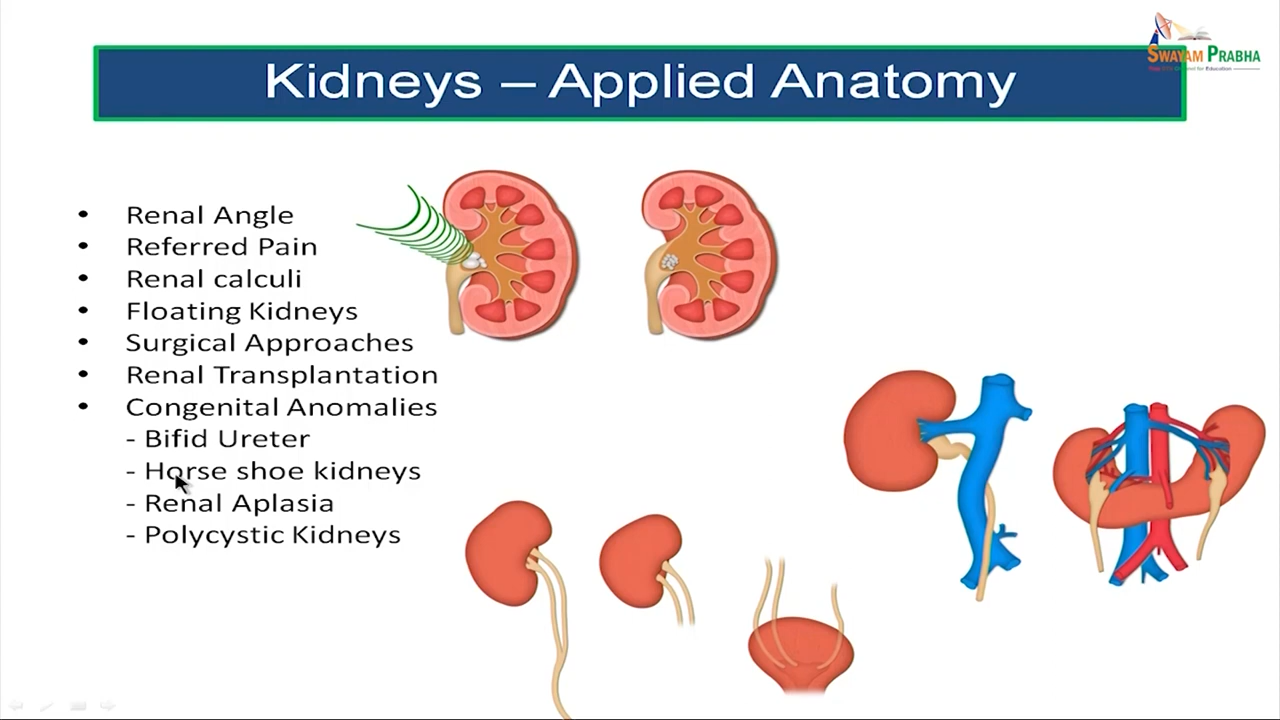 SWAYAM PRABHA
Kidneys – Applied Anatomy
• Renal Angle
• Referred Pain
• Renal calculi
• Floating Kidneys
• Surgical Approaches
• Renal Transplantation
• Congenital Anomalies
- Bifid Ureter
- Horse shoe kidneys
- Renal Aplasia
- Polycystic Kidneys